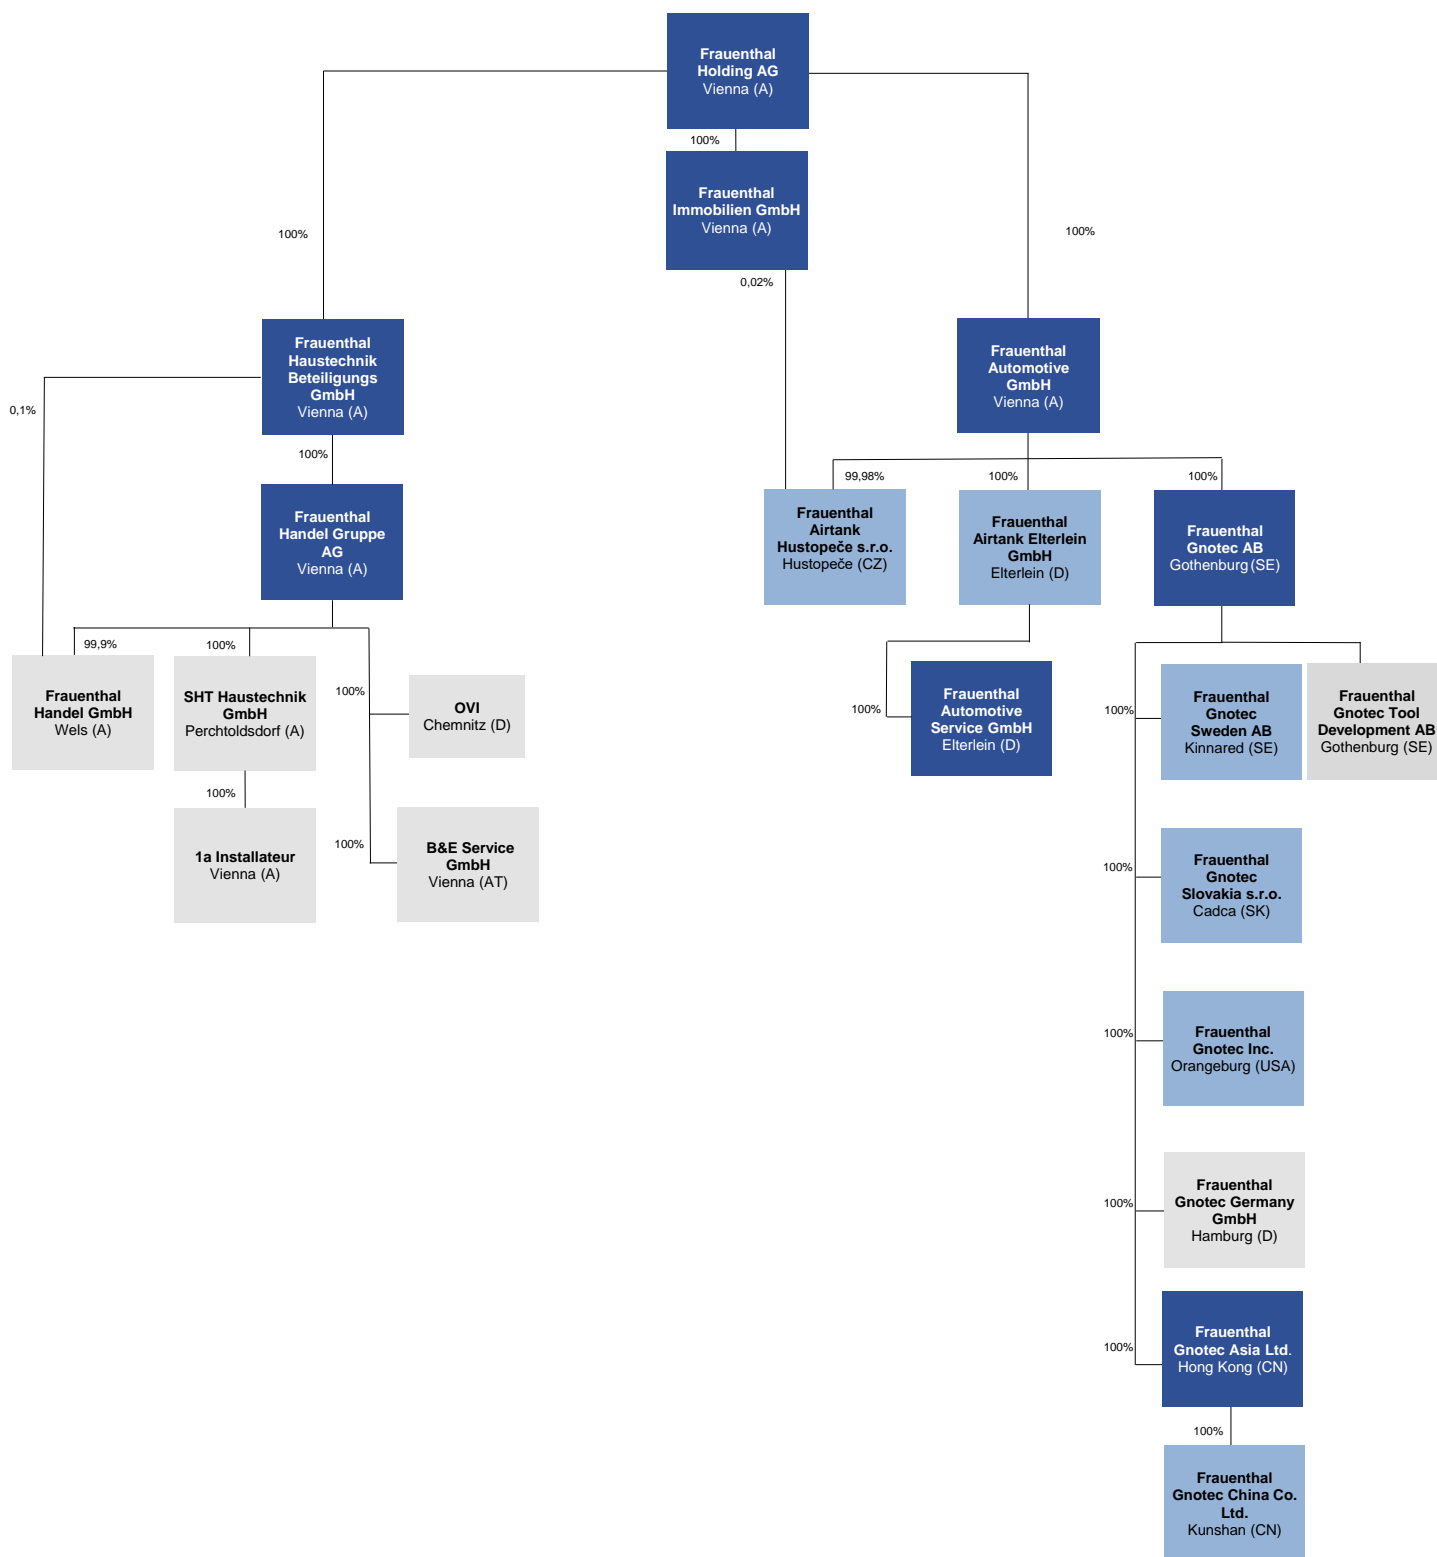 Frauenthal
Holding AG
Vienna (A)
100%
Frauenthal
Immobilien GmbH
Vienna (A)
100%
100%
0,02%
Frauenthal
Haustechnik
Beteiligungs
GmbH
Vienna (A)
Frauenthal
Automotive
GmbH
Vienna (A)
0,1%
100%
99,98%
100%
100%
Frauenthal
Handel Gruppe
AG
Vienna (A)
Frauenthal
Airtank
Hustopeče s.r.o.
Hustopeče (CZ)
Frauenthal
Airtank Elterlein
GmbH
Elterlein (D)
Frauenthal
Gnotec AB
Gothenburg (SE)
99,9%
100%
Frauenthal
Handel GmbH
Wels (A)
SHT Haustechnik
GmbH
Perchtoldsdorf (A)
100%
OVI
Chemnitz (D)
100%
Frauenthal
Automotive
Service GmbH
Elterlein (D)
100%
Frauenthal
Gnotec
Sweden AB
Kinnared (SE)
Frauenthal
Gnotec Tool
Development AB
Gothenburg (SE)
100%
1a Installateur
Vienna (A)
100%
B&E Service
GmbH
Vienna (AT)
100%
Frauenthal
Gnotec
Slovakia s.r.o.
Cadca (SK)
100%
Frauenthal
Gnotec Inc.
Orangeburg (USA)
100%
Frauenthal
Gnotec Germany
GmbH
Hamburg (D)
100%
Frauenthal
Gnotec Asia Ltd.
Hong Kong (CN)
100%
Frauenthal
Gnotec China Co.
Ltd.
Kunshan (CN)